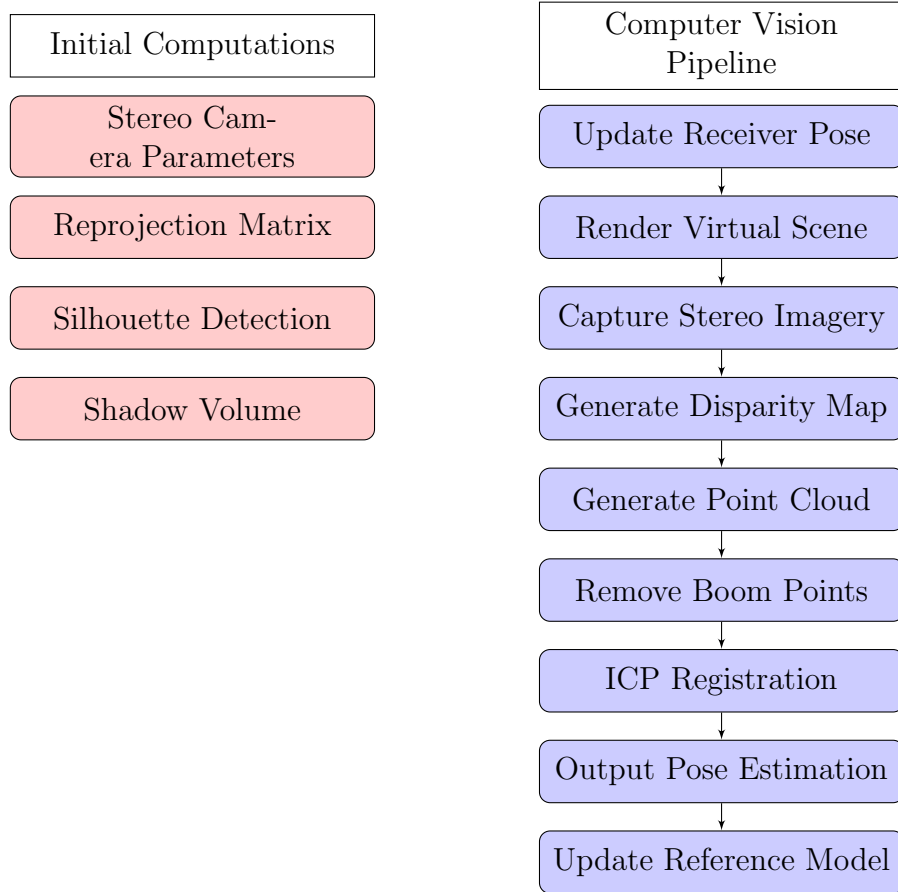 Initial Computations
Stereo Cam-
era Parameters
Reprojection Matrix
Silhouette Detection
Shadow Volume
Computer Vision
Pipeline
Update Receiver Pose
Render Virtual Scene
Capture Stereo Imagery
Generate Disparity Map
Generate Point Cloud
Remove Boom Points
ICP Registration
Output Pose Estimation
Update Reference Model